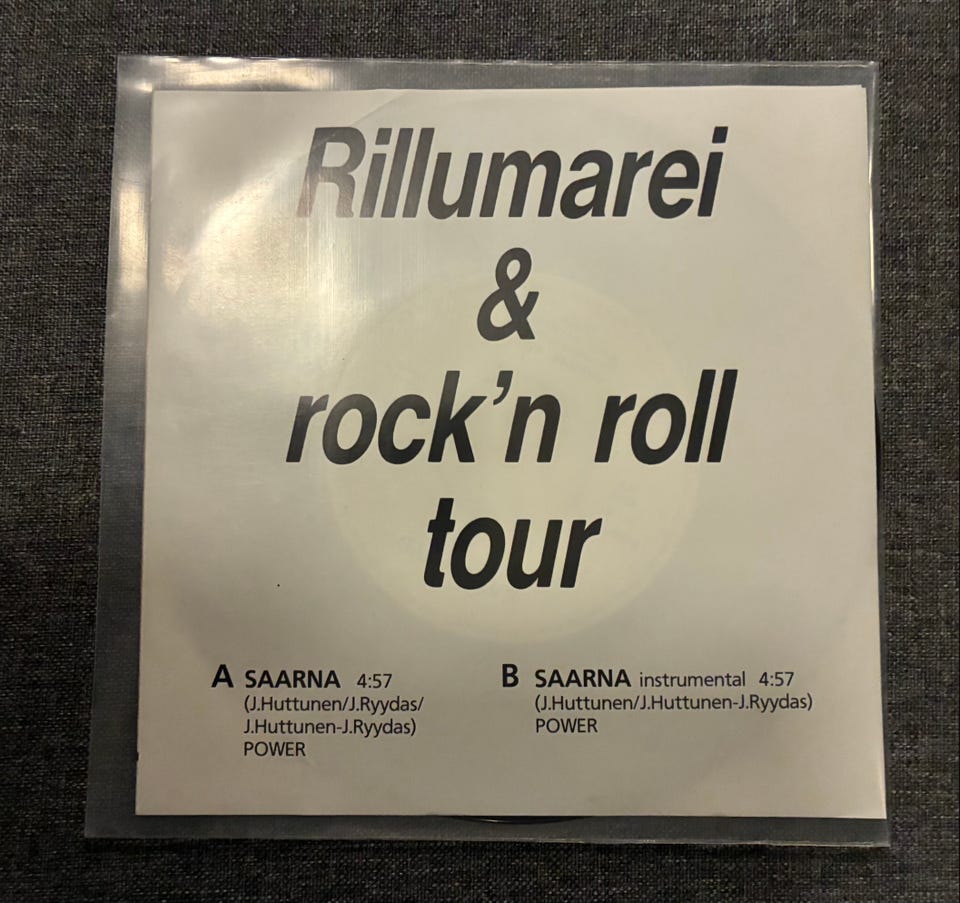 Rillumarei
&
rock’n roll
tour
A SAARNA 4:57
(J.Huttunen/J.Ryydas/
J.Huttunen-J.Ryydas)
POWER
B SAARNA instrumental 4:57
(J.Huttunen/J.Huttunen-J.Ryydas)
POWER